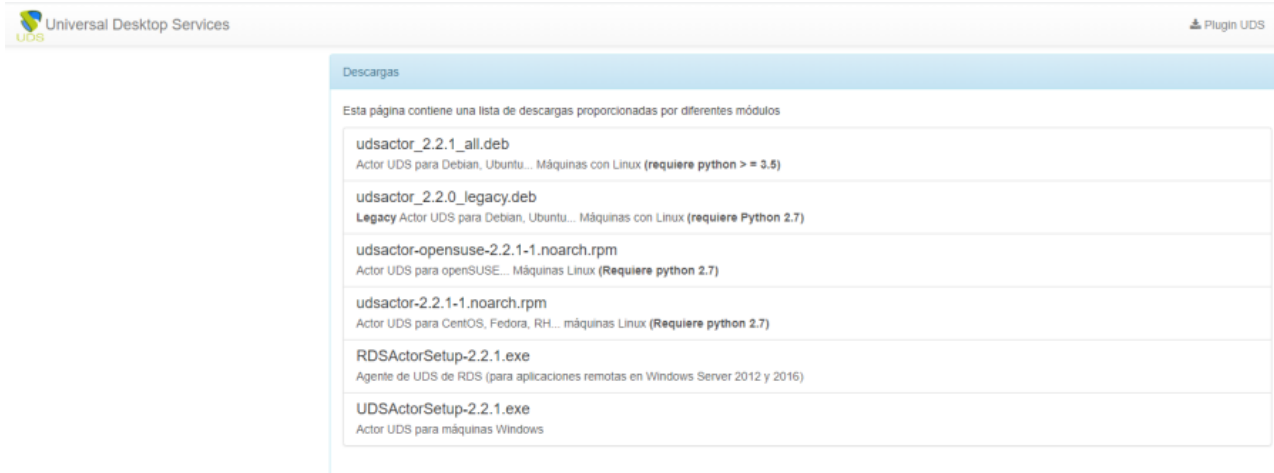 Universal Desktop Services
UDS
Plugin UDS
Descargas
Esta página contiene una lista de descargas proporcionadas por diferentes módulos
udsactor_2.2.1_all.deb
Actor UDS para Debian, Ubuntu... Máquinas con Linux (requiere python > = 3.5)
udsactor_2.2.0_legacy.deb
Legacy Actor UDS para Debian, Ubuntu... Máquinas con Linux (requiere Python 2.7)
udsactor-opensuse-2.2.1-1.noarch.rpm
Actor UDS para openSUSE... Máquinas Linux (Requiere python 2.7)
udsactor-2.2.1-1.noarch.rpm
Actor UDS para CentOS, Fedora, RH... máquinas Linux (Requiere python 2.7)
RDSActorSetup-2.2.1.exe
Agente de UDS de RDS (para aplicaciones remotas en Windows Server 2012 y 2016)
UDSActorSetup-2.2.1.exe
Actor UDS para máquinas Windows